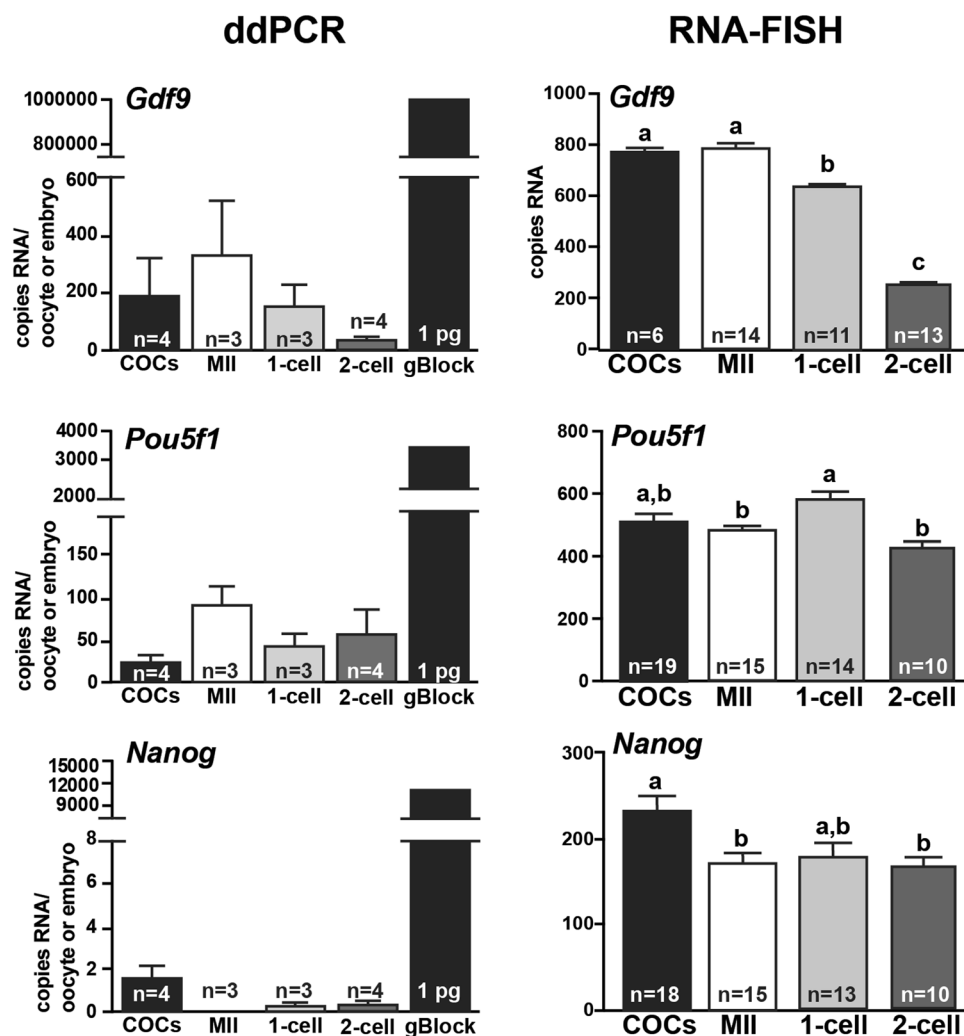 ddPCR
RNA-FISH
Gdf9
copies RNA/
oocyte or embryo
1000000
800000
600
400
200
0
n=4
n=3
n=3
n=4
1 pg
COCs
MII
1-cell
2-cell
gBlock
Gdf9
copies RNA
1000
800
600
400
200
0
a
a
b
c
n=6
n=14
n=11
n=13
COCs
MII
1-cell
2-cell
Pou5f1
copies RNA/
oocyte or embryo
4000
3000
2000
150
100
50
0
n=4
n=3
n=3
n=4
1 pg
COCs
MII
1-cell
2-cell
gBlock
Pou5f1
800
600
400
200
0
a,b
b
a
b
n=19
n=15
n=14
n=10
COCs
MII
1-cell
2-cell
Nanog
copies RNA/
oocyte or embryo
15000
12000
9000
8
6
4
2
0
n=4
n=3
n=3
n=4
1 pg
COCs
MII
1-cell
2-cell
gBlock
Nanog
300
200
100
0
a
b
a,b
b
n=18
n=15
n=13
n=10
COCs
MII
1-cell
2-cell